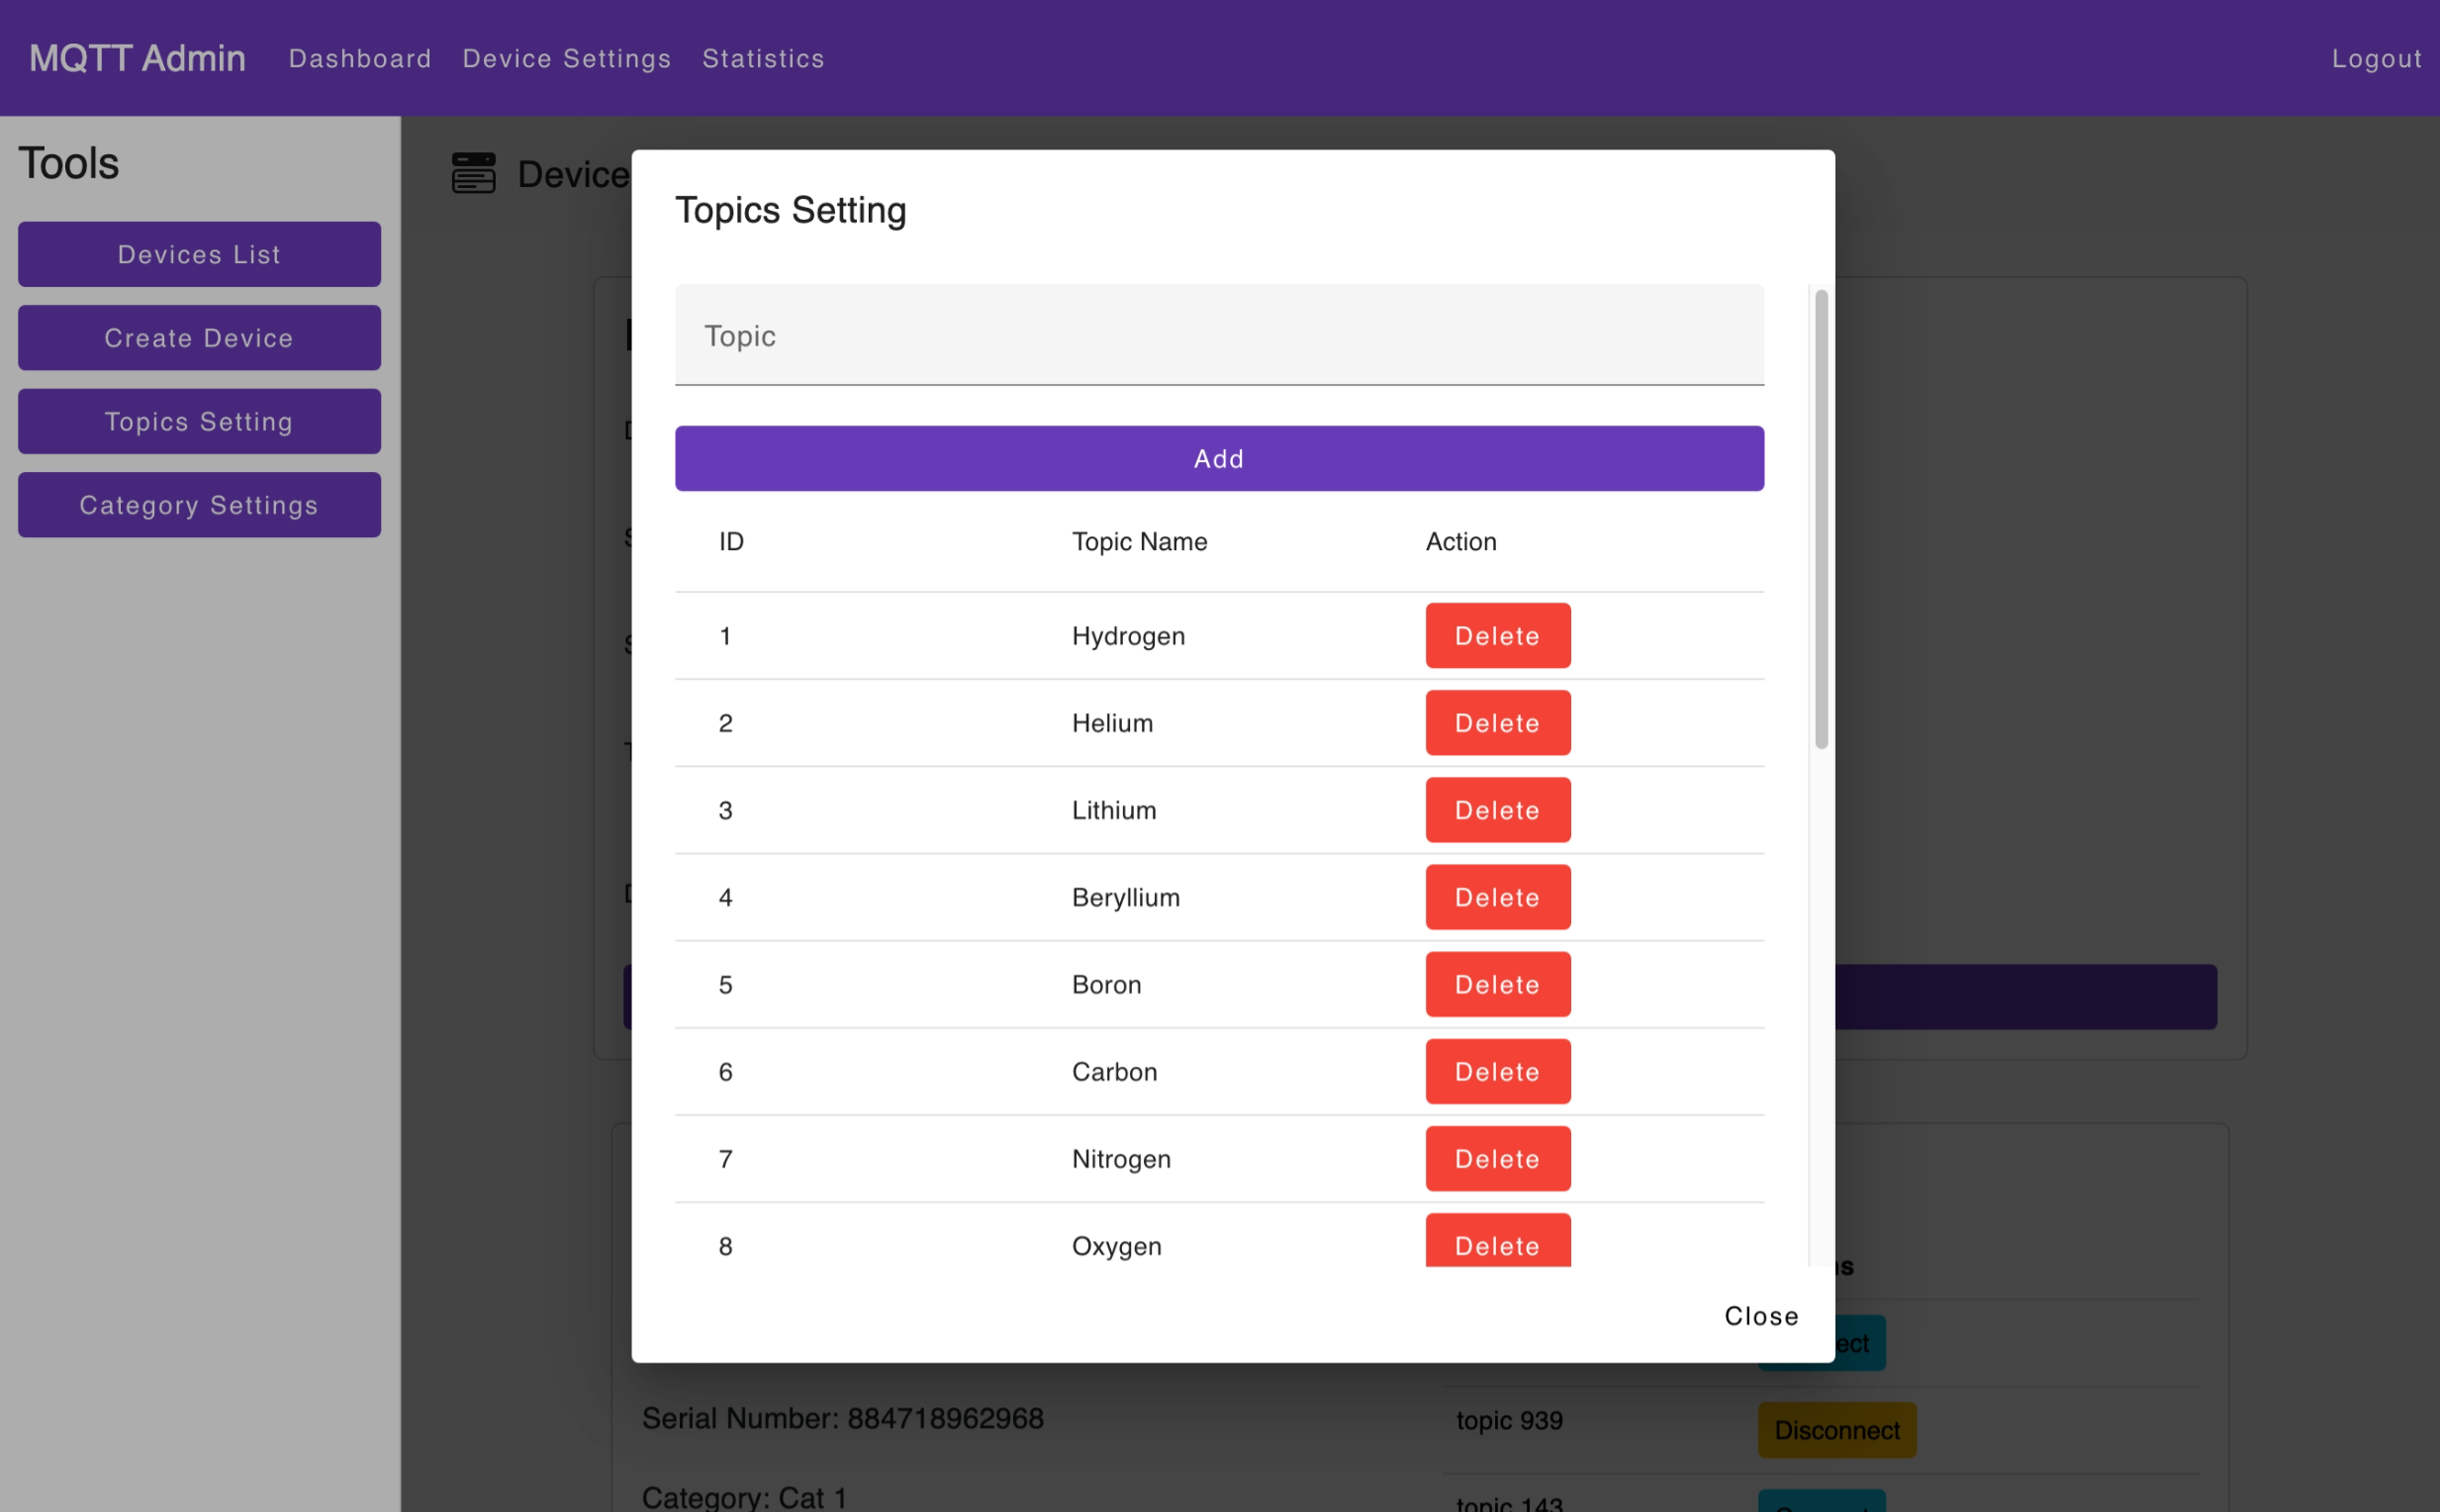 MQTT Admin Dashboard Device Settings Statistics Logout
Tools
Devices List
Create Device
Topics Setting
Category Settings
Device
Topics Setting
Topic
Add
ID Topic Name Action
1 Hydrogen Delete
2 Helium Delete
3 Lithium Delete
4 Beryllium Delete
5 Boron Delete
6 Carbon Delete
7 Nitrogen Delete
8 Oxygen Delete
Close
Serial Number: 884718962968
topic 939 Disconnect
Category: Cat 1
topic 143